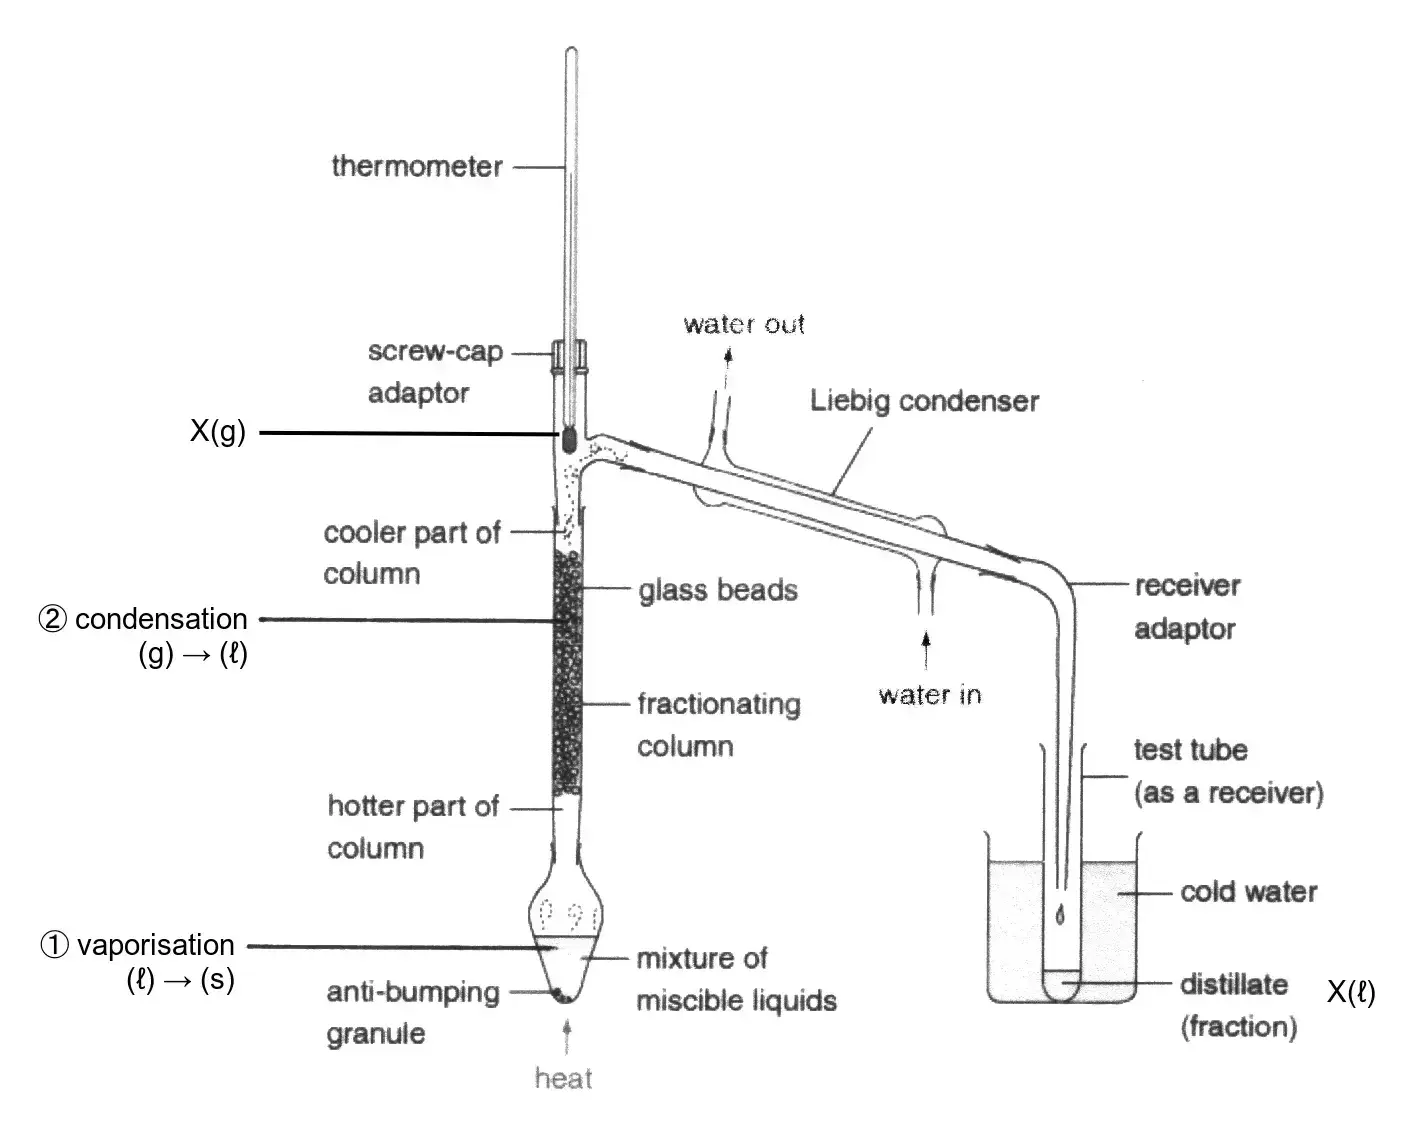 thermometer
water out
screw-cap
adaptor
Liebig condenser
X(g)
cooler part of
column
glass beads
receiver
adaptor
② condensation
(g) → (ℓ)
water in
fractionating
column
test tube
(as a receiver)
hotter part of
column
cold water
① vaporisation
(ℓ) → (s)
mixture of
miscible liquids
anti-bumping
granule
distillate
(fraction)
X(ℓ)
heat